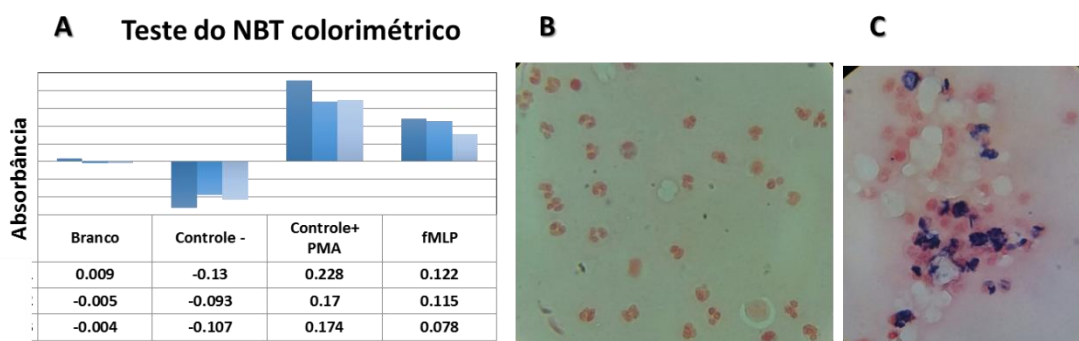 A Teste do NBT colorimétrico B C
Absorbância
Branco Controle - Controle+ PMA fMLP
0.009 -0.13 0.228 0.122
-0.005 -0.093 0.17 0.115
-0.004 -0.107 0.174 0.078